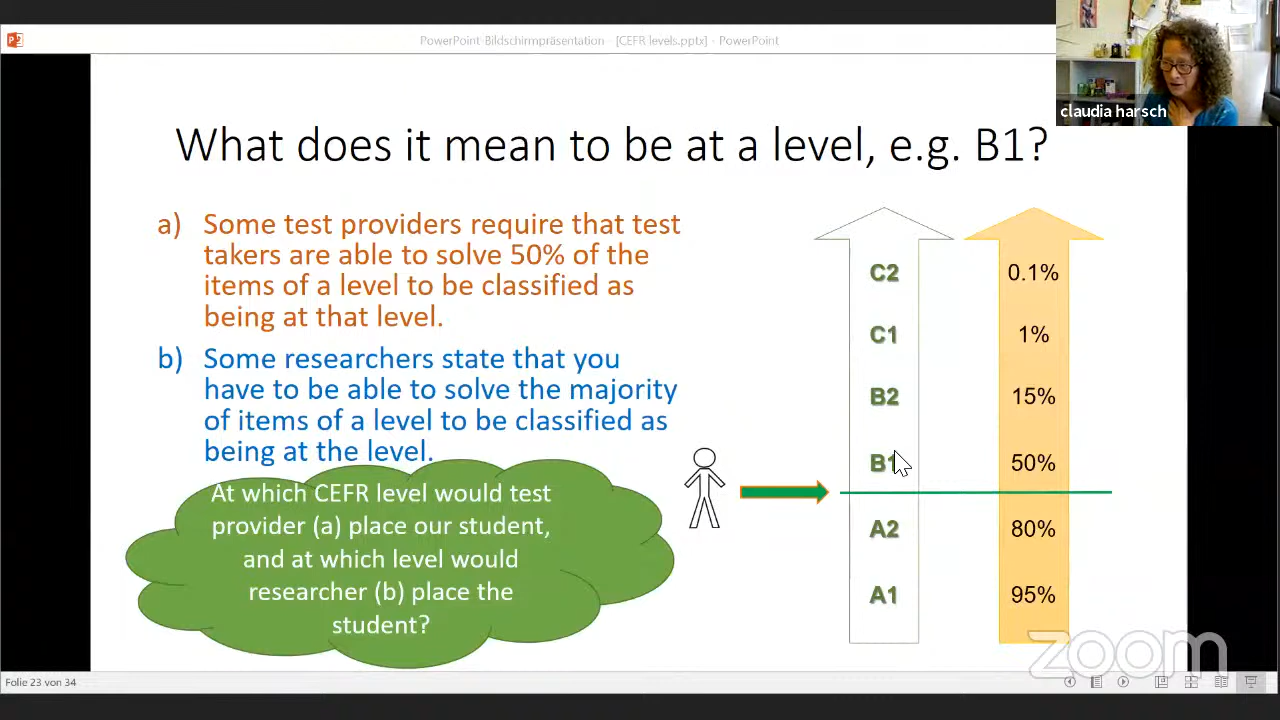 PowerPoint-Bildschirmpräsentation - [CEFR levels.pptx] - PowerPoint
claudia harsch
What does it mean to be at a level, e.g. B1?
a) Some test providers require that test
takers are able to solve 50% of the
items of a level to be classified as
being at that level.
b) Some researchers state that you
have to be able to solve the majority
of items of a level to be classified as
being at the level.
At which CEFR level would test
provider (a) place our student,
and at which level would
researcher (b) place the
student?
C2 0.1%
C1 1%
B2 15%
B1 50%
A2 80%
A1 95%
zoom
Folie 23 von 34